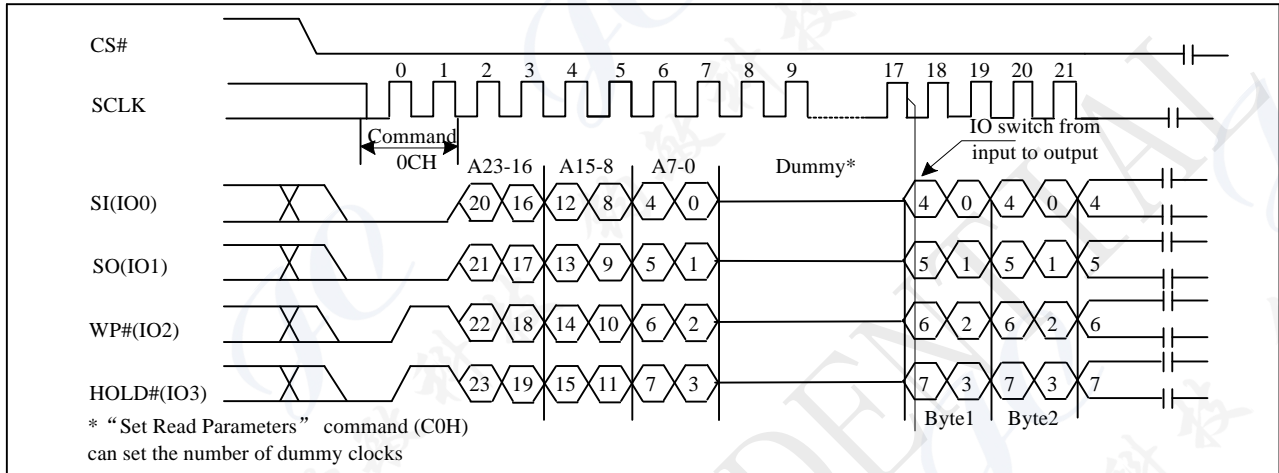 CS#
0 1 2 3 4 5 6 7 8 9 17 18 19 20 21
SCLK
Command
0CH
IO switch from
input to output
A23-16 A15-8 A7-0 Dummy*
SI(IO0) 20 16 12 8 4 0 4 0 4 0 4
SO(IO1) 21 17 13 9 5 1 5 1 5 1 5
WP#(IO2) 22 18 14 10 6 2 6 2 6 2 6
HOLD#(IO3) 23 19 15 11 7 3 7 3 7 3 7
Byte1 Byte2
* “Set Read Parameters” command (C0H)
can set the number of dummy clocks